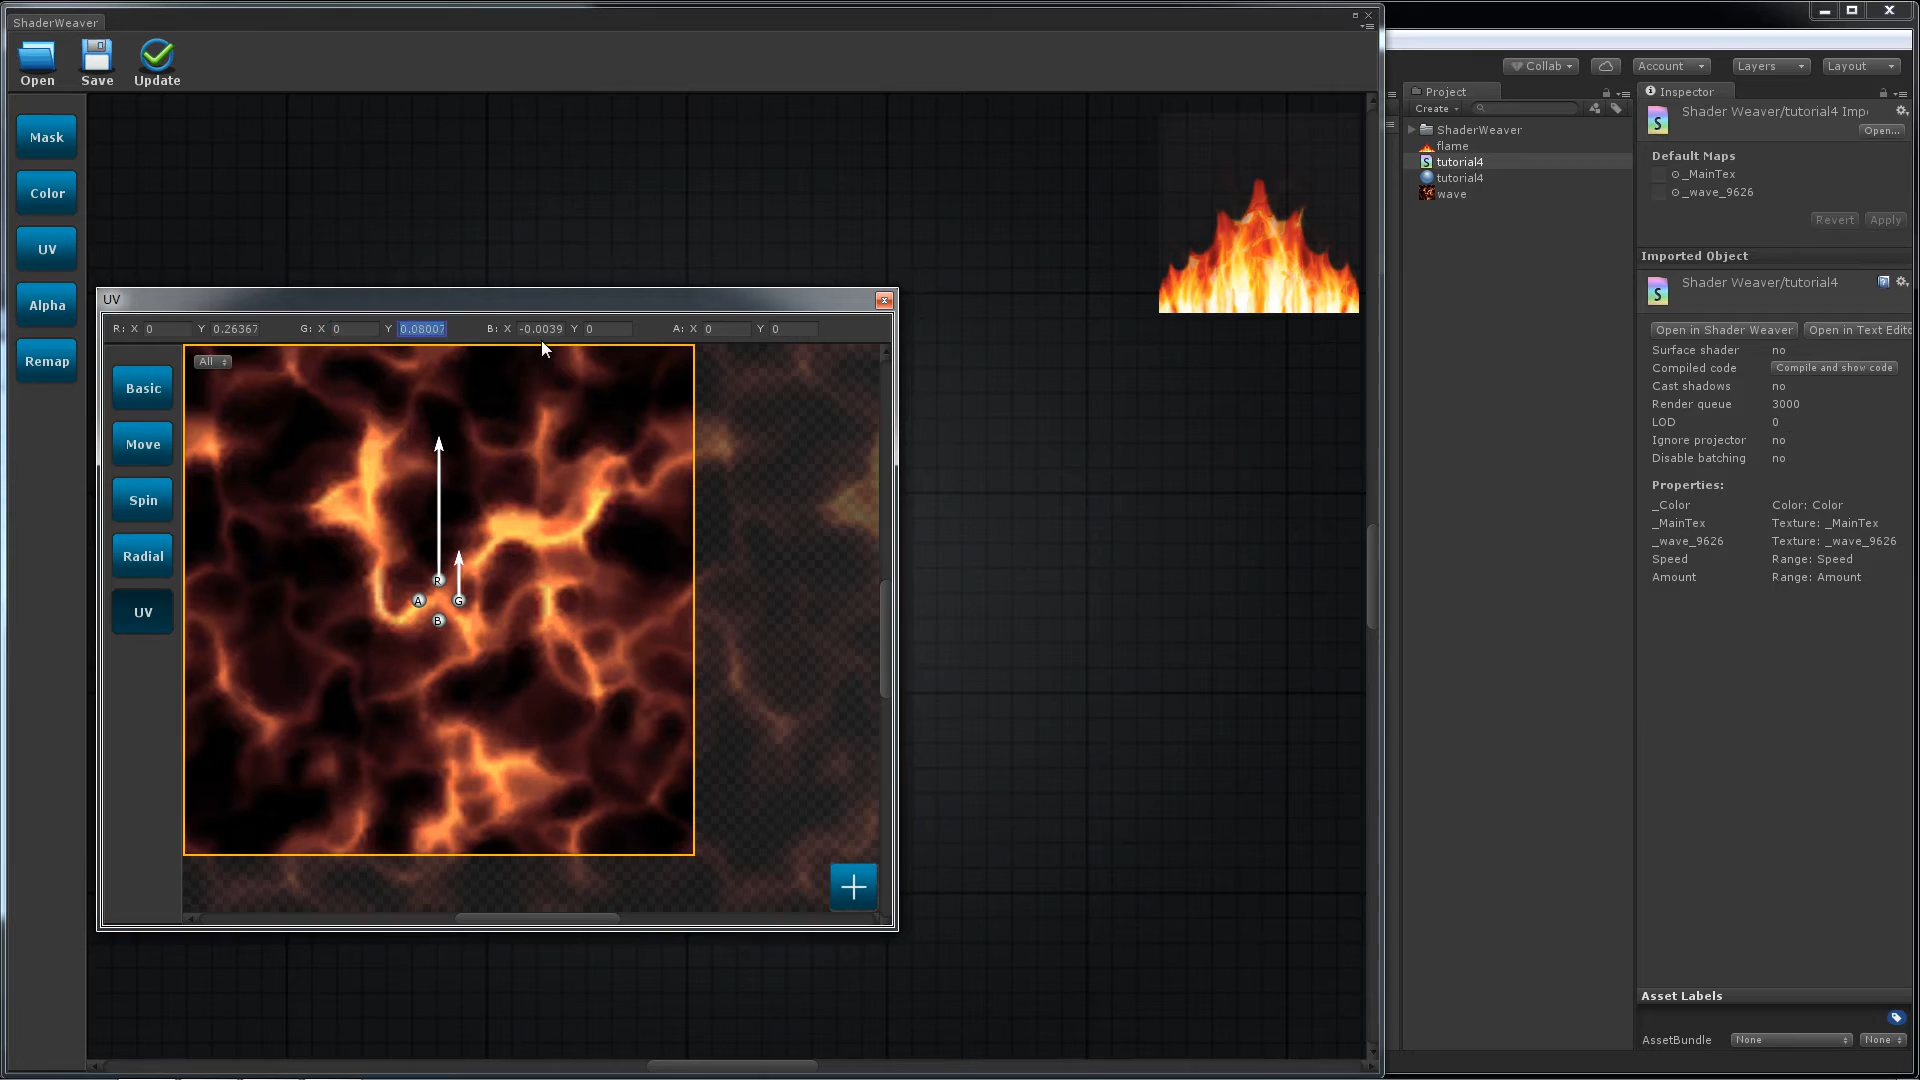 ShaderWeaver
Open
Save
Update
Mask
Color
UV
Alpha
Remap
UV
R: X 0 Y 0.26367 G: X 0 Y 0.08007 B: X -0.0039 Y 0 A: X 0 Y 0
All
Basic
Move
Spin
Radial
UV
R
A
G
B
Collab
Account
Layers
Layout
Project
Create
ShaderWeaver
flame
tutorial4
tutorial4
wave
Inspector
Shader Weaver/tutorial4 Imp
Open...
Default Maps
_MainTex
_wave_9626
Revert
Apply
Imported Object
Shader Weaver/tutorial4
Open in Shader Weaver
Open in Text Edito
Surface shader no
Compiled code Compile and show code
Cast shadows no
Render queue 3000
LOD 0
Ignore projector no
Disable batching no
Properties:
_Color Color: Color
_MainTex Texture: _MainTex
_wave_9626 Texture: _wave_9626
Speed Range: Speed
Amount Range: Amount
Asset Labels
AssetBundle None None